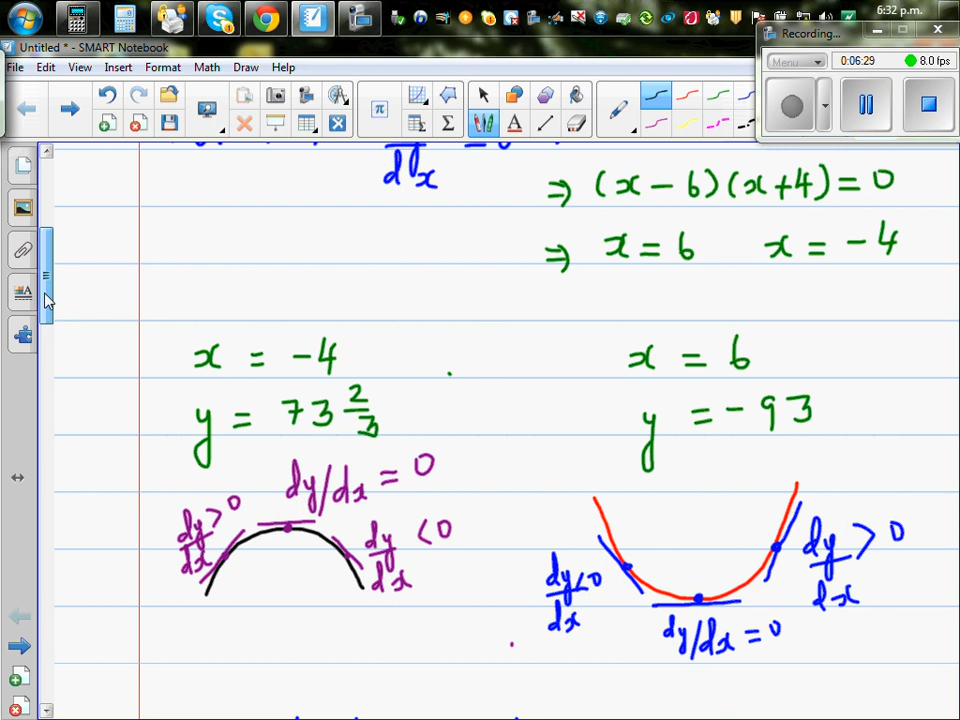 6:32 p.m.
Untitled * - SMART Notebook
Recording...
File Edit View Insert Format Math Draw Help
Menu 0:06:29 8.0 fps
dx
⇒ (x - 6)(x + 4) = 0
⇒ x = 6 x = -4
x = -4
y = 73 2/3
x = 6
y = -93
dy/dx > 0
dy/dx = 0
dy/dx < 0
dy/dx < 0
dy/dx = 0
dy/dx > 0